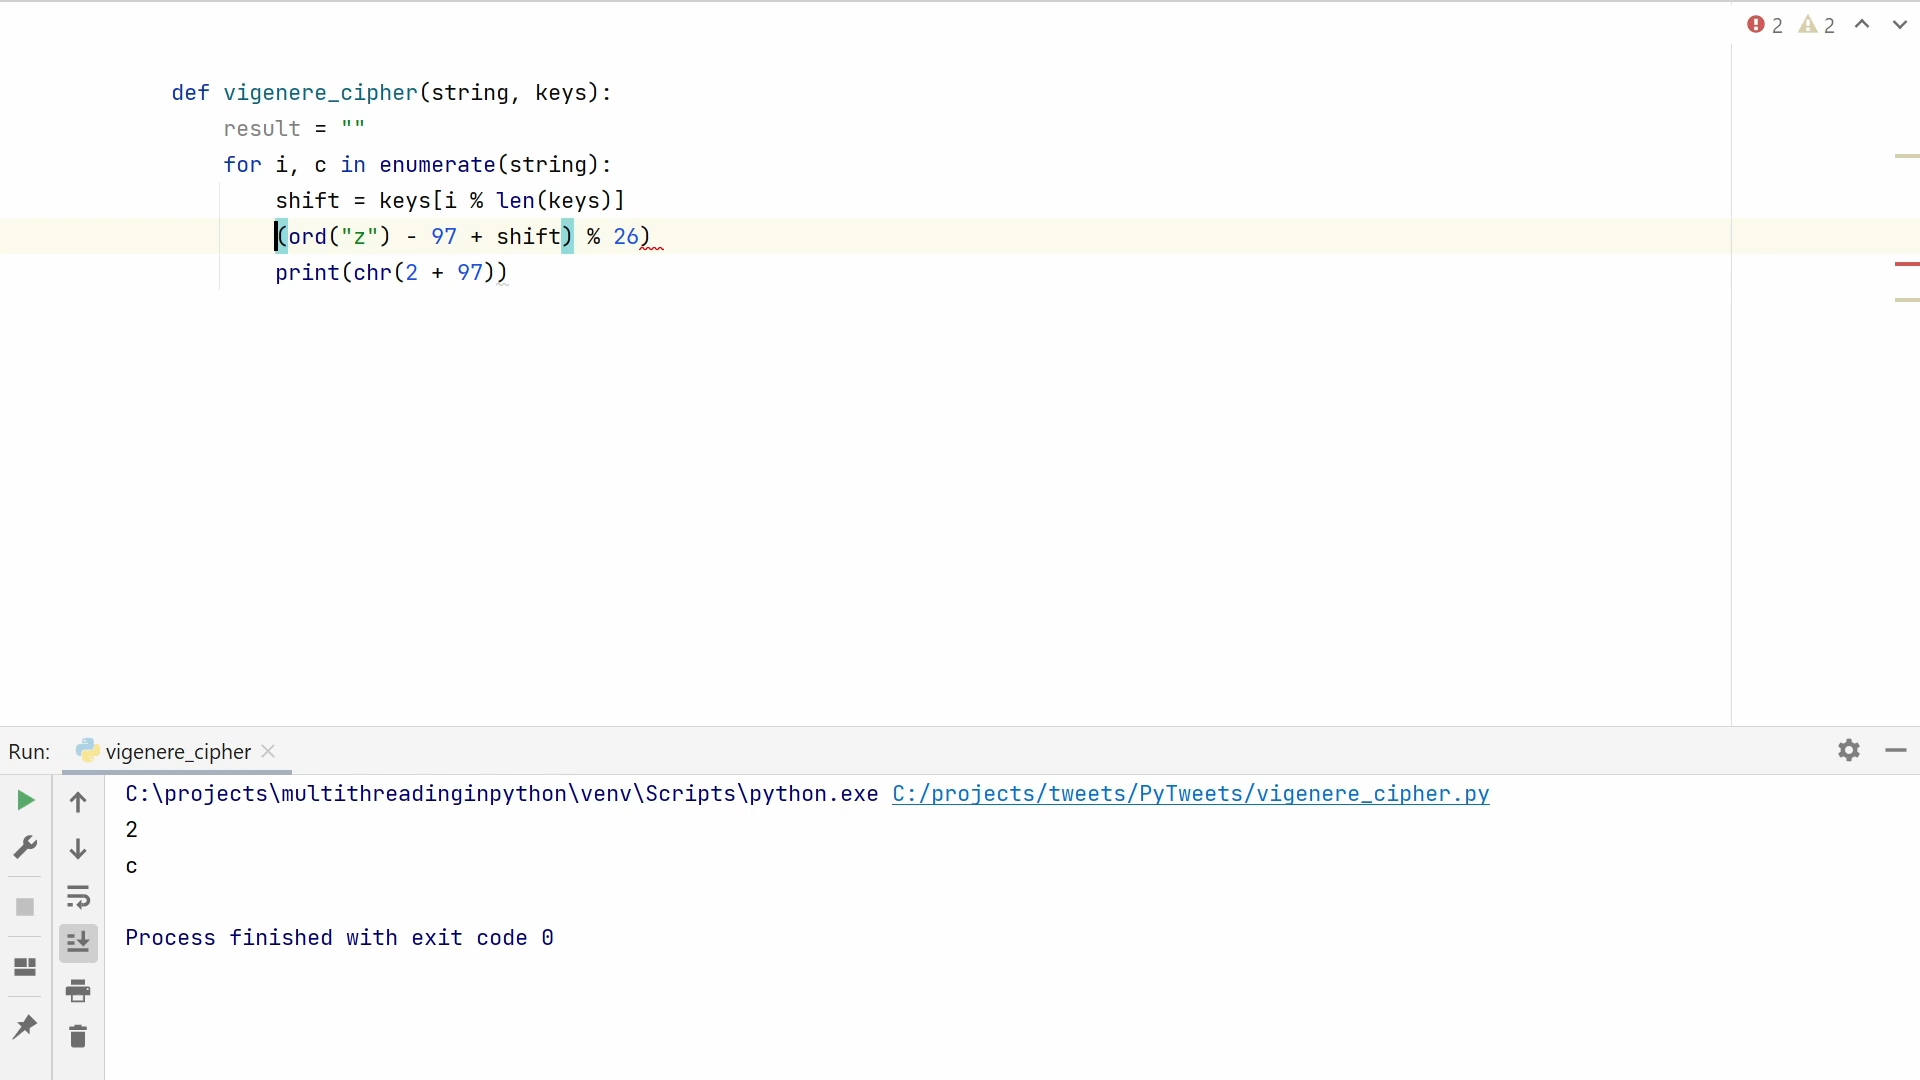 2 2
def vigenere_cipher(string, keys):
result = ""
for i, c in enumerate(string):
shift = keys[i % len(keys)]
(ord("z") - 97 + shift) % 26)
print(chr(2 + 97))
Run: vigenere_cipher
C:\projects\multithreadinginpython\venv\Scripts\python.exe C:/projects/tweets/PyTweets/vigenere_cipher.py
2
c
Process finished with exit code 0